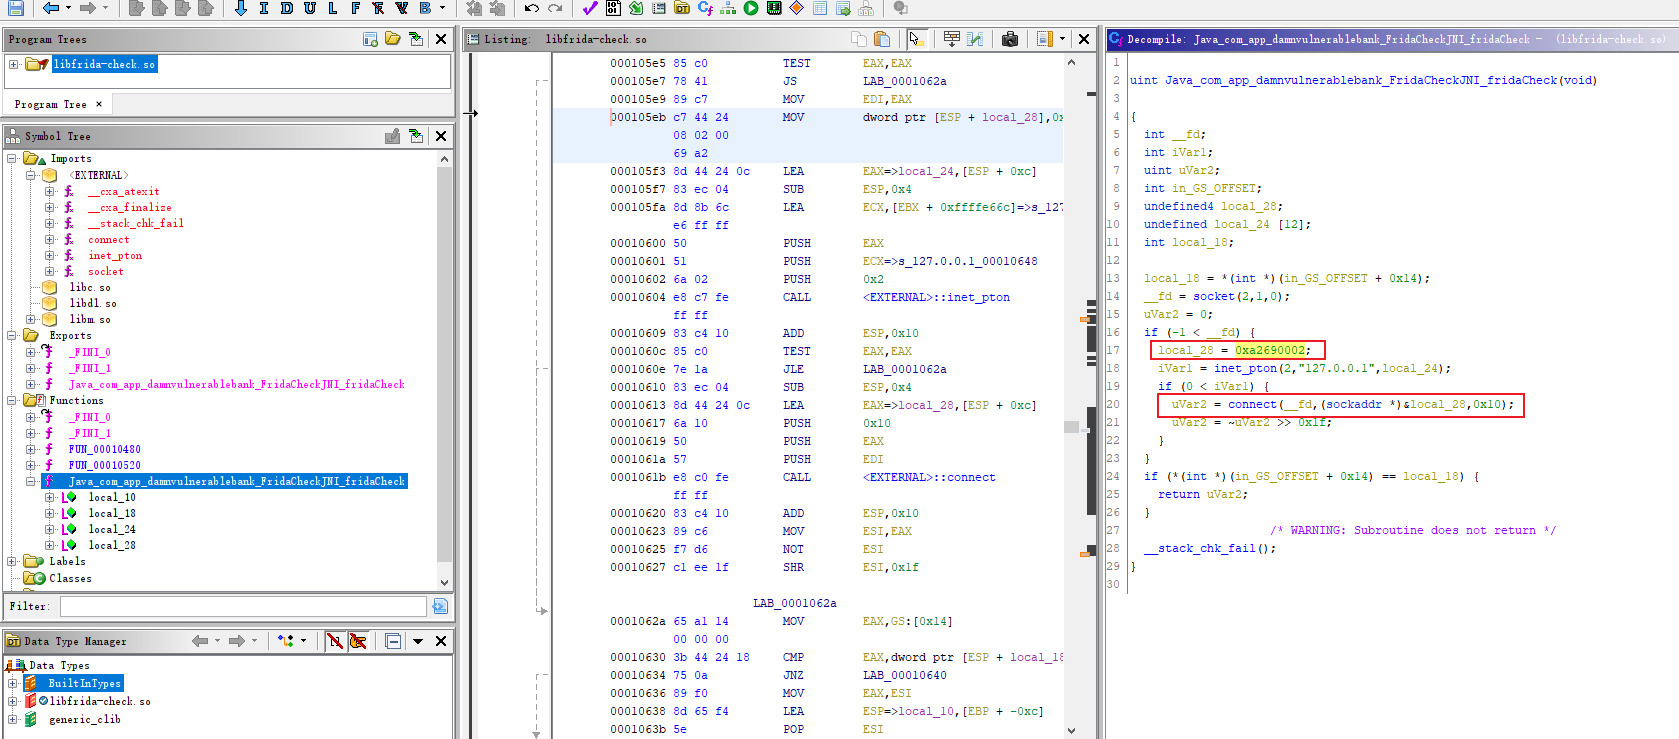 I D U L F F V B
Program Trees
libfrida-check.so
Program Tree ×
Symbol Tree
Imports
<EXTERNAL>
__cxa_atexit
__cxa_finalize
__stack_chk_fail
connect
inet_pton
socket
libc.so
libdl.so
libm.so
Exports
_FINI_0
_FINI_1
Java_com_app_damnvulnerablebank_FridaCheckJNI_fridaCheck
Functions
_FINI_0
_FINI_1
FUN_00010480
FUN_00010520
Java_com_app_damnvulnerablebank_FridaCheckJNI_fridaCheck
local_10
local_18
local_24
local_28
Labels
Classes
Filter:
Data Type Manager
Data Types
BuiltInTypes
libfrida-check.so
generic_clib
Listing: libfrida-check.so
000105e5 85 c0 TEST EAX,EAX
000105e7 78 41 JS LAB_0001062a
000105e9 89 c7 MOV EDI,EAX
000105eb c7 44 24 MOV dword ptr [ESP + local_28],0x
08 02 00
69 a2
000105f3 8d 44 24 0c LEA EAX=>local_24,[ESP + 0xc]
000105f7 83 ec 04 SUB ESP,0x4
000105fa 8d 8b 6c LEA ECX,[EBX + 0xffffe66c]=>s_127
e6 ff ff
00010600 50 PUSH EAX
00010601 51 PUSH ECX=>s_127.0.0.1_00010648
00010602 6a 02 PUSH 0x2
00010604 e8 c7 fe CALL <EXTERNAL>::inet_pton
ff ff
00010609 83 c4 10 ADD ESP,0x10
0001060c 85 c0 TEST EAX,EAX
0001060e 7e 1a JLE LAB_0001062a
00010610 83 ec 04 SUB ESP,0x4
00010613 8d 44 24 0c LEA EAX=>local_28,[ESP + 0xc]
00010617 6a 10 PUSH 0x10
00010619 50 PUSH EAX
0001061a 57 PUSH EDI
0001061b e8 c0 fe CALL <EXTERNAL>::connect
ff ff
00010620 83 c4 10 ADD ESP,0x10
00010623 89 c6 MOV ESI,EAX
00010625 f7 d6 NOT ESI
00010627 c1 ee 1f SHR ESI,0x1f
LAB_0001062a
0001062a 65 a1 14 MOV EAX,GS:[0x14]
00 00 00
00010630 3b 44 24 18 CMP EAX,dword ptr [ESP + local_18
00010634 75 0a JNZ LAB_00010640
00010636 89 f0 MOV EAX,ESI
00010638 8d 65 f4 LEA ESP=>local_10,[EBP + -0xc]
0001063b 5e POP ESI
Decompile: Java_com_app_damnvulnerablebank_FridaCheckJNI_fridaCheck - (libfrida-check.so)
1
2 uint Java_com_app_damnvulnerablebank_FridaCheckJNI_fridaCheck(void)
3
4 {
5 int __fd;
6 int iVar1;
7 uint uVar2;
8 int in_GS_OFFSET;
9 undefined4 local_28;
10 undefined local_24 [12];
11 int local_18;
12
13 local_18 = *(int *)(in_GS_OFFSET + 0x14);
14 __fd = socket(2,1,0);
15 uVar2 = 0;
16 if (-1 < __fd) {
17 local_28 = 0xa2690002;
18 iVar1 = inet_pton(2,"127.0.0.1",local_24);
19 if (0 < iVar1) {
20 uVar2 = connect(__fd,(sockaddr *)&local_28,0x10);
21 uVar2 = ~uVar2 >> 0x1f;
22 }
23 }
24 if (*(int *)(in_GS_OFFSET + 0x14) == local_18) {
25 return uVar2;
26 }
27 /* WARNING: Subroutine does not return */
28 __stack_chk_fail();
29 }
30